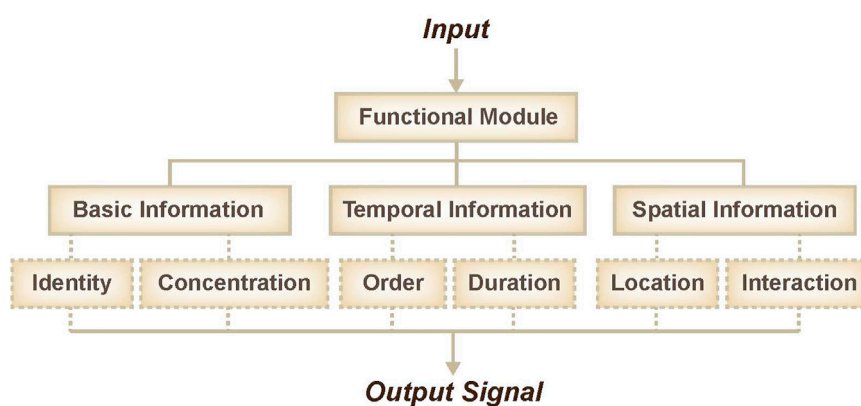 Input
Functional Module
Basic Information
Temporal Information
Spatial Information
Identity
Concentration
Order
Duration
Location
Interaction
Output Signal